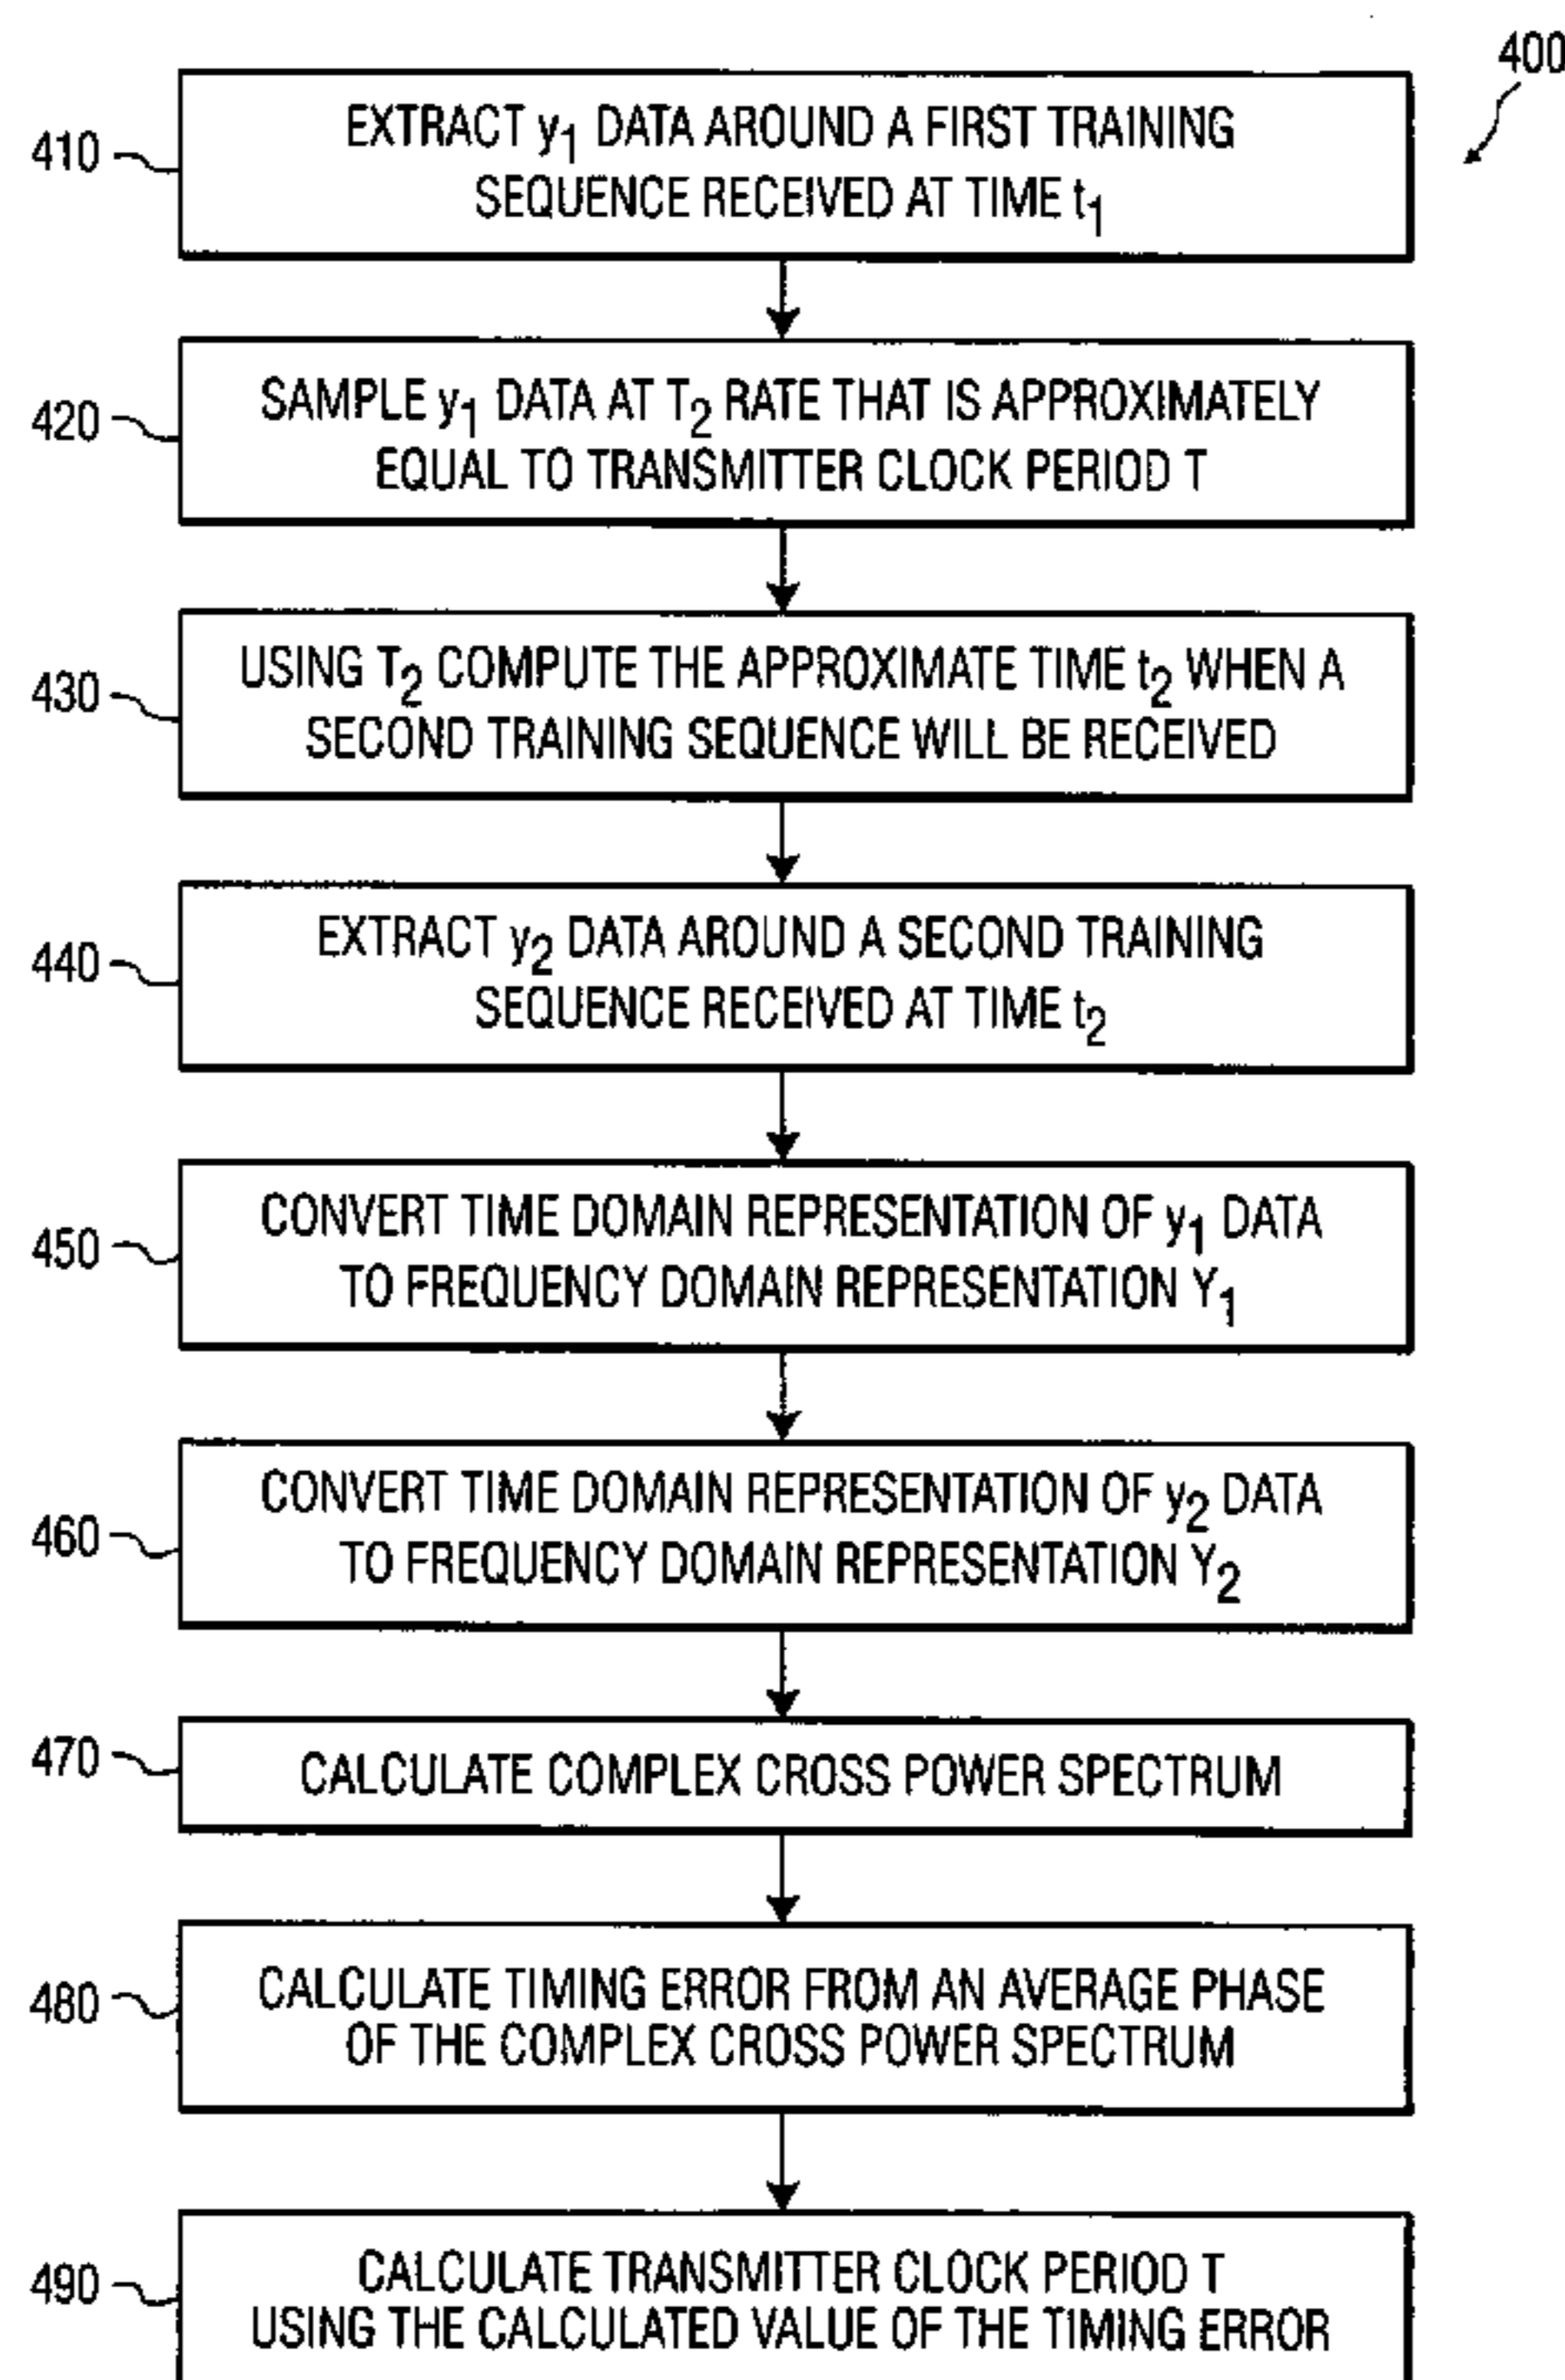 400
410
EXTRACT y1 DATA AROUND A FIRST TRAINING
SEQUENCE RECEIVED AT TIME t1
420
SAMPLE y1 DATA AT T2 RATE THAT IS APPROXIMATELY
EQUAL TO TRANSMITTER CLOCK PERIOD T
430
USING T2 COMPUTE THE APPROXIMATE TIME t2 WHEN A
SECOND TRAINING SEQUENCE WILL BE RECEIVED
440
EXTRACT y2 DATA AROUND A SECOND TRAINING
SEQUENCE RECEIVED AT TIME t2
450
CONVERT TIME DOMAIN REPRESENTATION OF y1 DATA
TO FREQUENCY DOMAIN REPRESENTATION Y1
460
CONVERT TIME DOMAIN REPRESENTATION OF y2 DATA
TO FREQUENCY DOMAIN REPRESENTATION Y2
470
CALCULATE COMPLEX CROSS POWER SPECTRUM
480
CALCULATE TIMING ERROR FROM AN AVERAGE PHASE
OF THE COMPLEX CROSS POWER SPECTRUM
490
CALCULATE TRANSMITTER CLOCK PERIOD T
USING THE CALCULATED VALUE OF THE TIMING ERROR